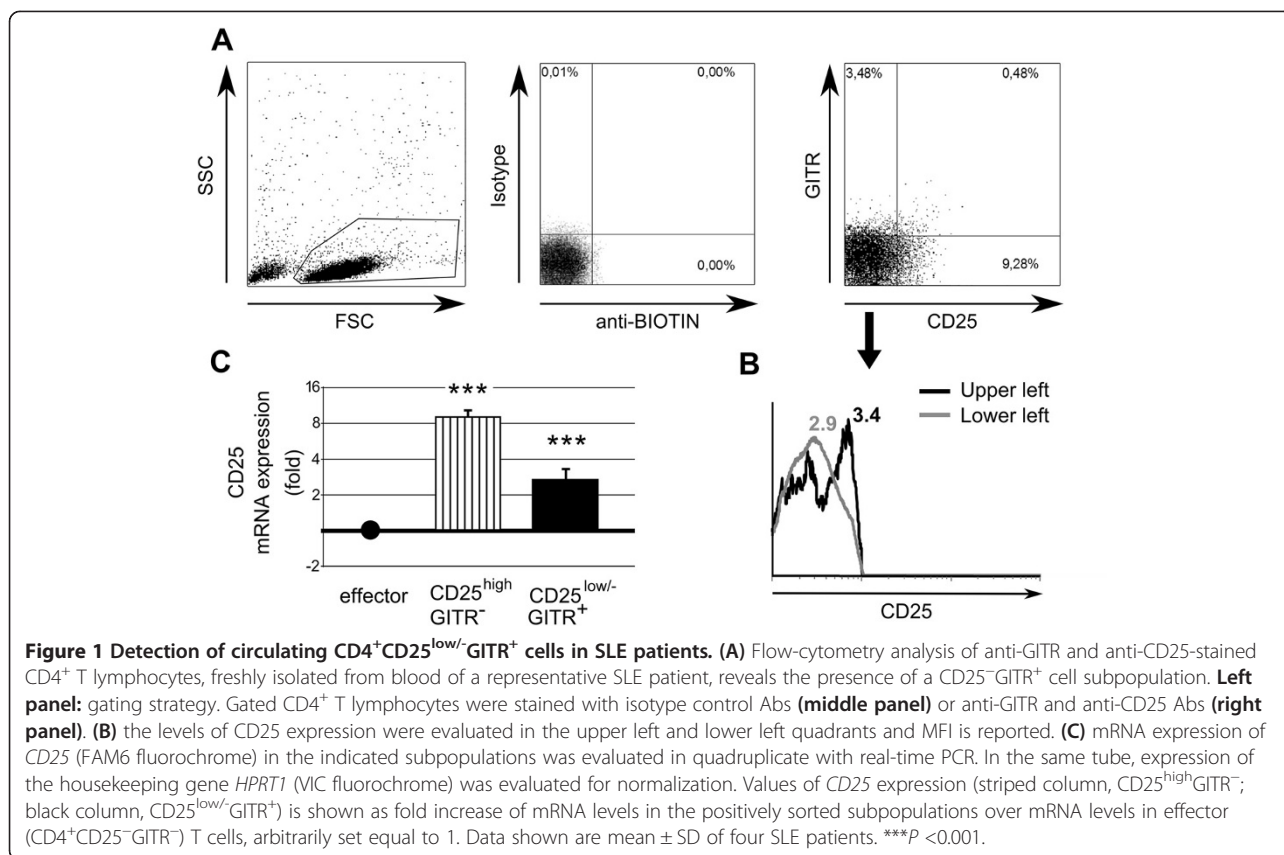 A
SSC
FSC
0,01%
0,00%
0,00%
Isotype
anti-BIOTIN
3,48%
0,48%
9,28%
GITR
CD25
C
CD25
mRNA expression
(fold)
16
8
4
2
-2
***
***
effector
CD25high
GITR−
CD25low/-
GITR+
B
Upper left
Lower left
2.9
3.4
CD25
Figure 1 Detection of circulating CD4+CD25low/-GITR+ cells in SLE patients. (A) Flow-cytometry analysis of anti-GITR and anti-CD25-stained
CD4+ T lymphocytes, freshly isolated from blood of a representative SLE patient, reveals the presence of a CD25−GITR+ cell subpopulation. Left
panel: gating strategy. Gated CD4+ T lymphocytes were stained with isotype control Abs (middle panel) or anti-GITR and anti-CD25 Abs (right
panel). (B) the levels of CD25 expression were evaluated in the upper left and lower left quadrants and MFI is reported. (C) mRNA expression of
CD25 (FAM6 fluorochrome) in the indicated subpopulations was evaluated in quadruplicate with real-time PCR. In the same tube, expression of
the housekeeping gene HPRT1 (VIC fluorochrome) was evaluated for normalization. Values of CD25 expression (striped column, CD25highGITR−;
black column, CD25low/-GITR+) is shown as fold increase of mRNA levels in the positively sorted subpopulations over mRNA levels in effector
(CD4+CD25−GITR−) T cells, arbitrarily set equal to 1. Data shown are mean ± SD of four SLE patients. ***P <0.001.